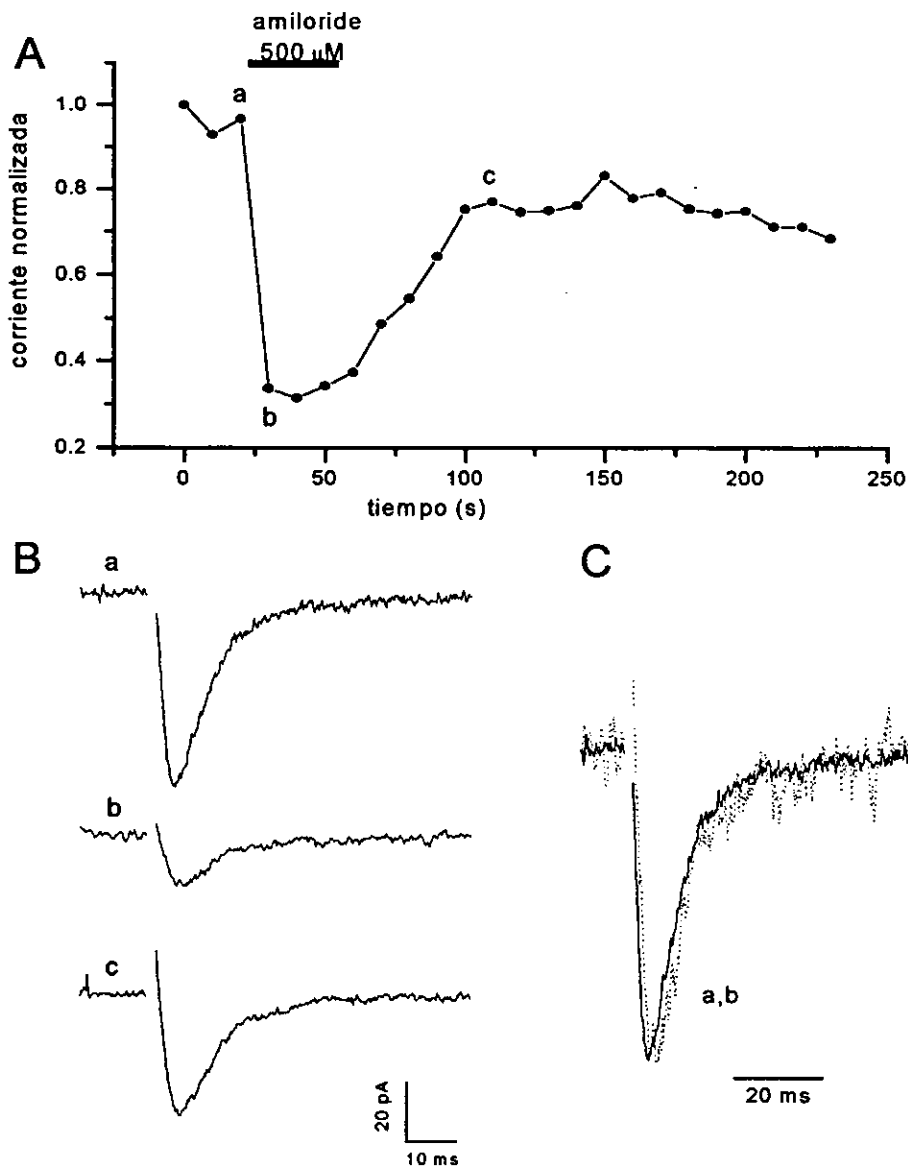 amiloride
500 µM
A
a
b
c
1.0
0.8
0.6
0.4
0.2
corriente normalizada
0
50
100
150
200
250
tiempo (s)
B
a
b
c
20 pA
10 ms
C
a,b
20 ms